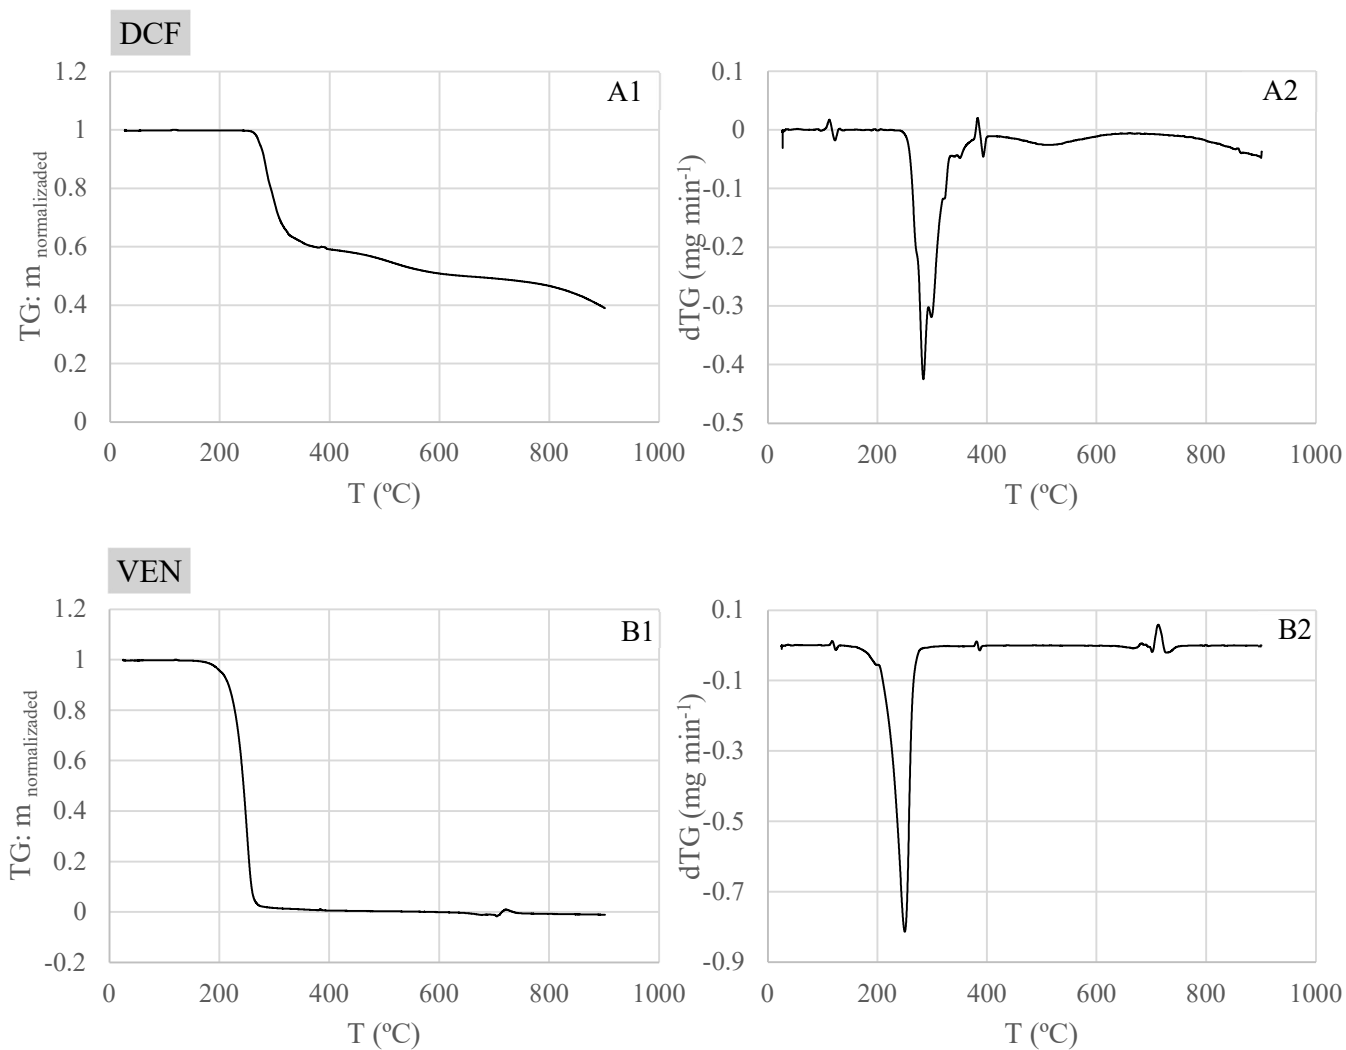 DCF
A1
TG: m normalizaded
1.2
1
0.8
0.6
0.4
0.2
0
0 200 400 600 800 1000
T (ºC)
A2
dTG (mg min-1)
0.1
0
-0.1
-0.2
-0.3
-0.4
-0.5
0 200 400 600 800 1000
T (ºC)
VEN
B1
TG: m normalizaded
1.2
1
0.8
0.6
0.4
0.2
0
-0.2
0 200 400 600 800 1000
T (ºC)
B2
dTG (mg min-1)
0.1
-0.1
-0.3
-0.5
-0.7
-0.9
0 200 400 600 800 1000
T (ºC)